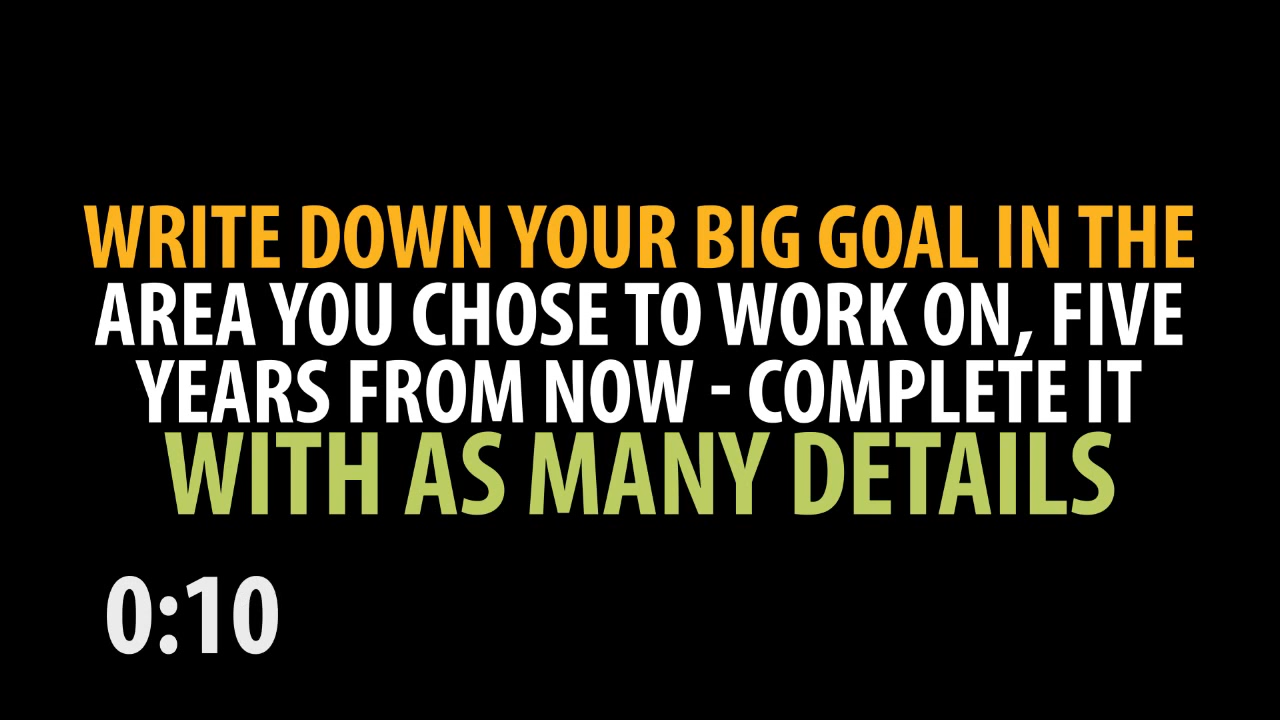 WRITE DOWN YOUR BIG GOAL IN THE
AREA YOU CHOSE TO WORK ON, FIVE
YEARS FROM NOW - COMPLETE IT
WITH AS MANY DETAILS
0:10